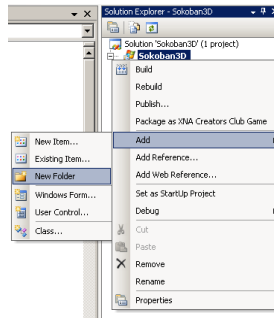 Solution Explorer - Sokoban3D
Solution 'Sokoban3D' (1 project)
Sokoban3D
Build
Rebuild
Publish...
Package as XNA Creators Club Game
Add
New Item...
Existing Item...
New Folder
Windows Form...
User Control...
Class...
Add Reference...
Add Web Reference...
Set as StartUp Project
Debug
Cut
Paste
Remove
Rename
Properties